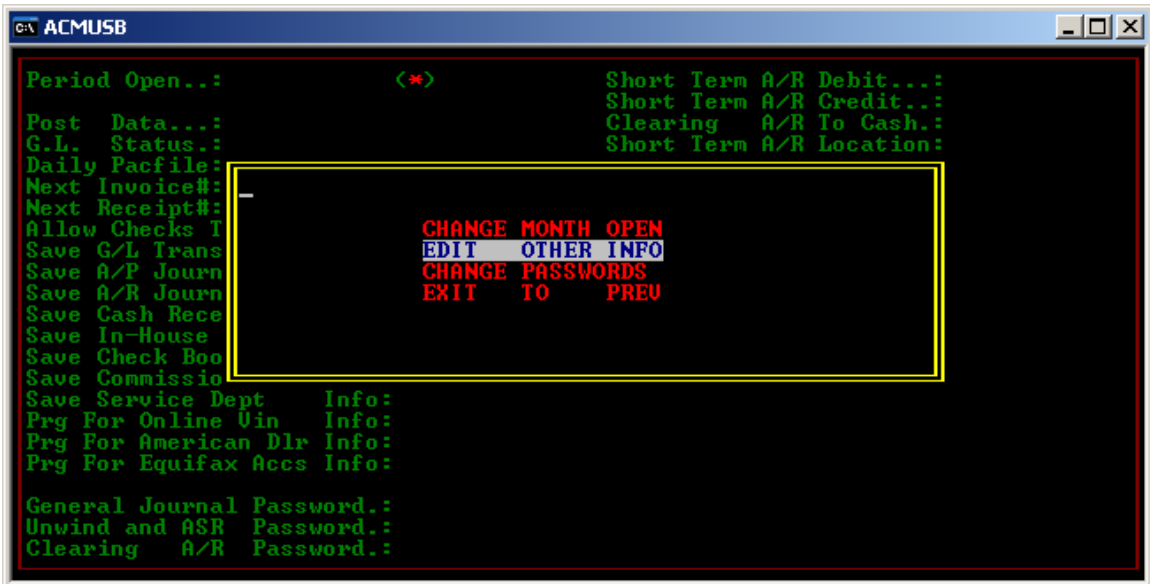 ACMUSB
Period Open..: (*) Short Term A/R Debit...:
Short Term A/R Credit..:
Post Data...: Clearing A/R To Cash.:
G.L. Status.: Short Term A/R Location:
Daily Pacfile:
Next Invoice#:
Next Receipt#:
Allow Checks T CHANGE MONTH OPEN
Save G/L Trans EDIT OTHER INFO
Save A/P Journ CHANGE PASSWORDS
Save A/R Journ EXIT TO PREV
Save Cash Rece
Save In-House
Save Check Boo
Save Commissio
Save Service Dept Info:
Prg For Online Vin Info:
Prg For American Dlr Info:
Prg For Equifax Accs Info:
General Journal Password.:
Unwind and ASR Password.:
Clearing A/R Password.: